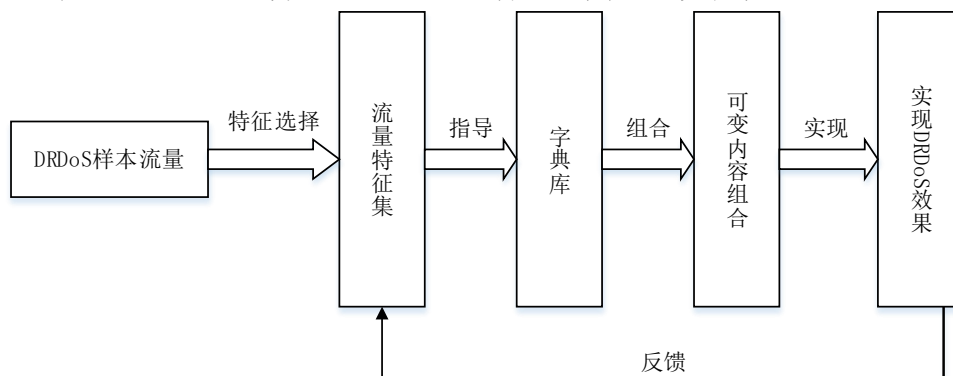 DRDoS样本流量
特征选择
流量特征集
指导
字典库
组合
可变内容组合
实现
实现DRDoS效果
反馈